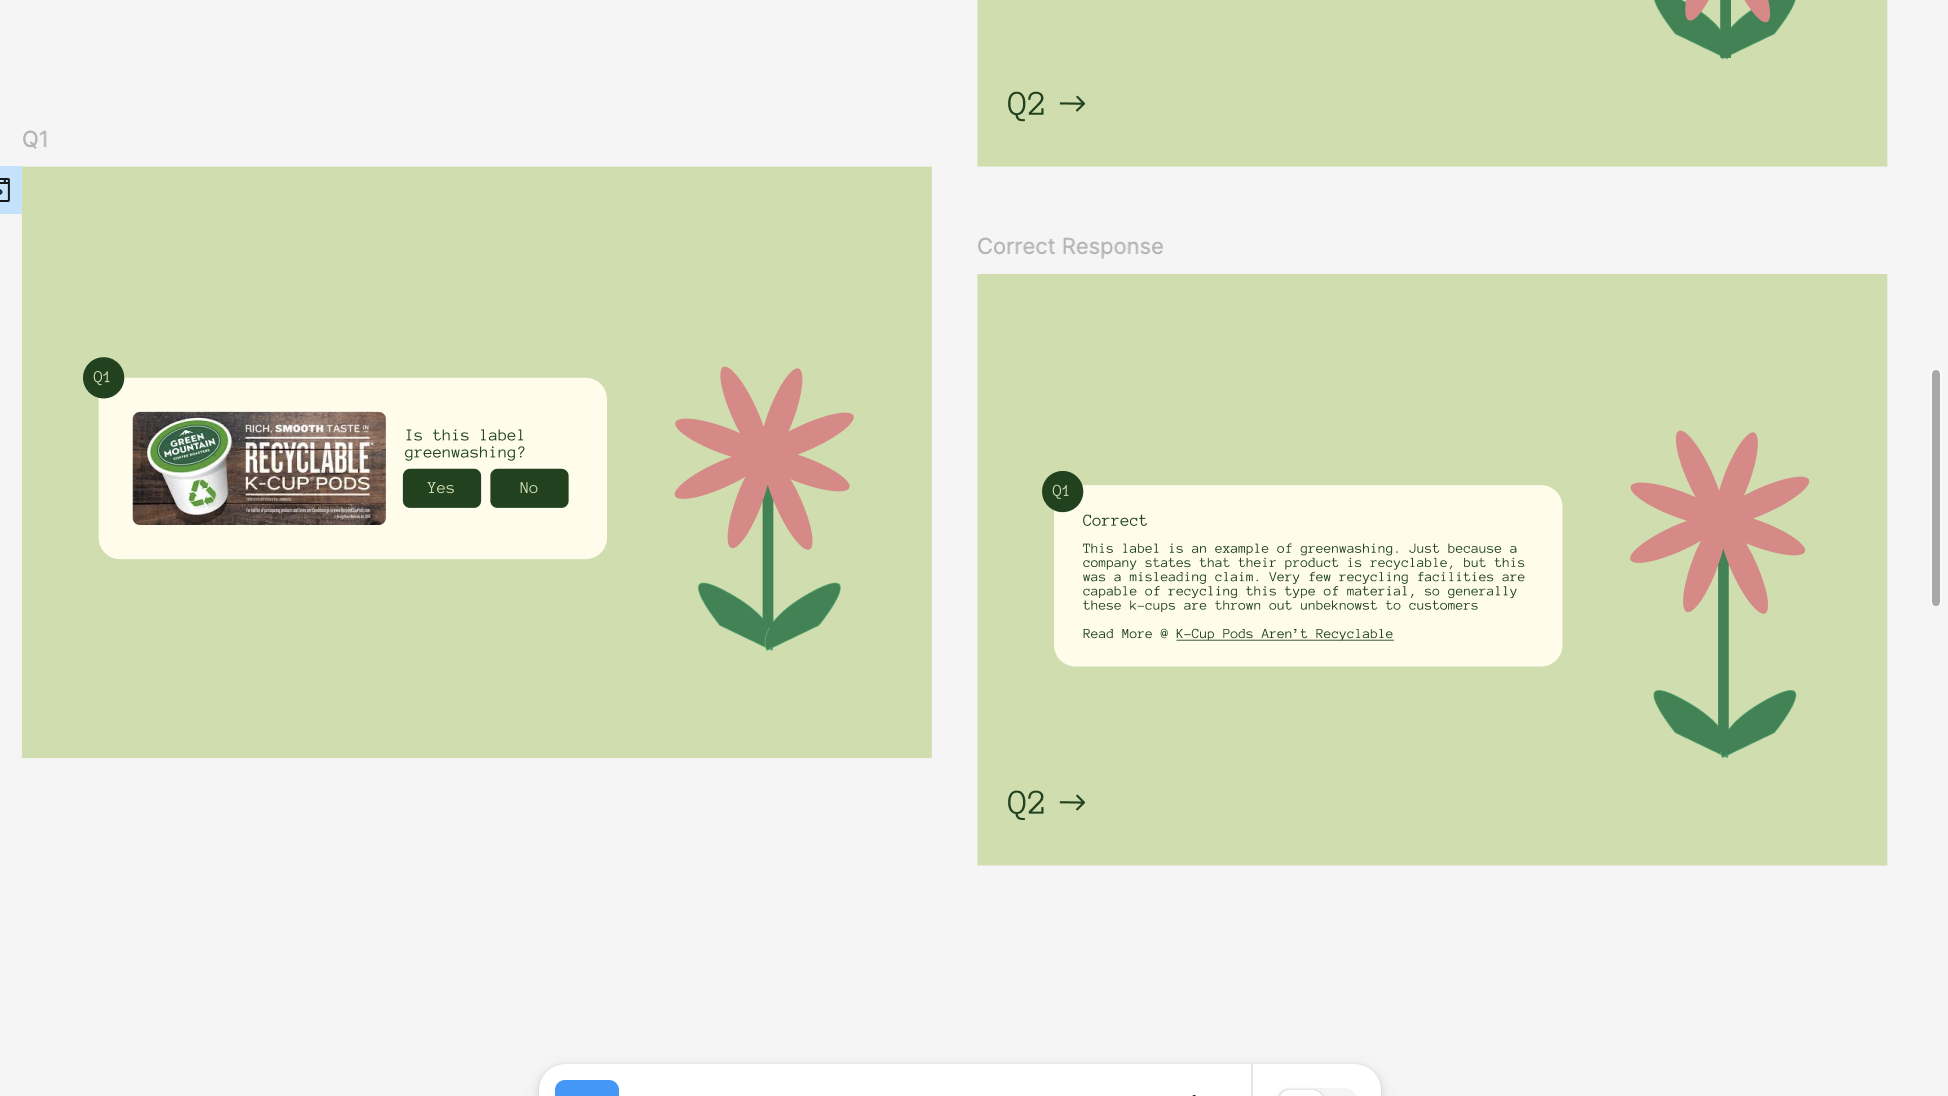 Q2 →
Q1
Q1
GREEN
MOUNTAIN
COFFEE ROASTERS
RICH, SMOOTH TASTE IN
RECYCLABLE
K-CUP PODS
Is this label
greenwashing?
Yes
No
Correct Response
Q1
Correct
This label is an example of greenwashing. Just because a
company states that their product is recyclable, but this
was a misleading claim. Very few recycling facilities are
capable of recycling this type of material, so generally
these k-cups are thrown out unbeknowst to customers
Read More @ K-Cup Pods Aren’t Recyclable
Q2 →